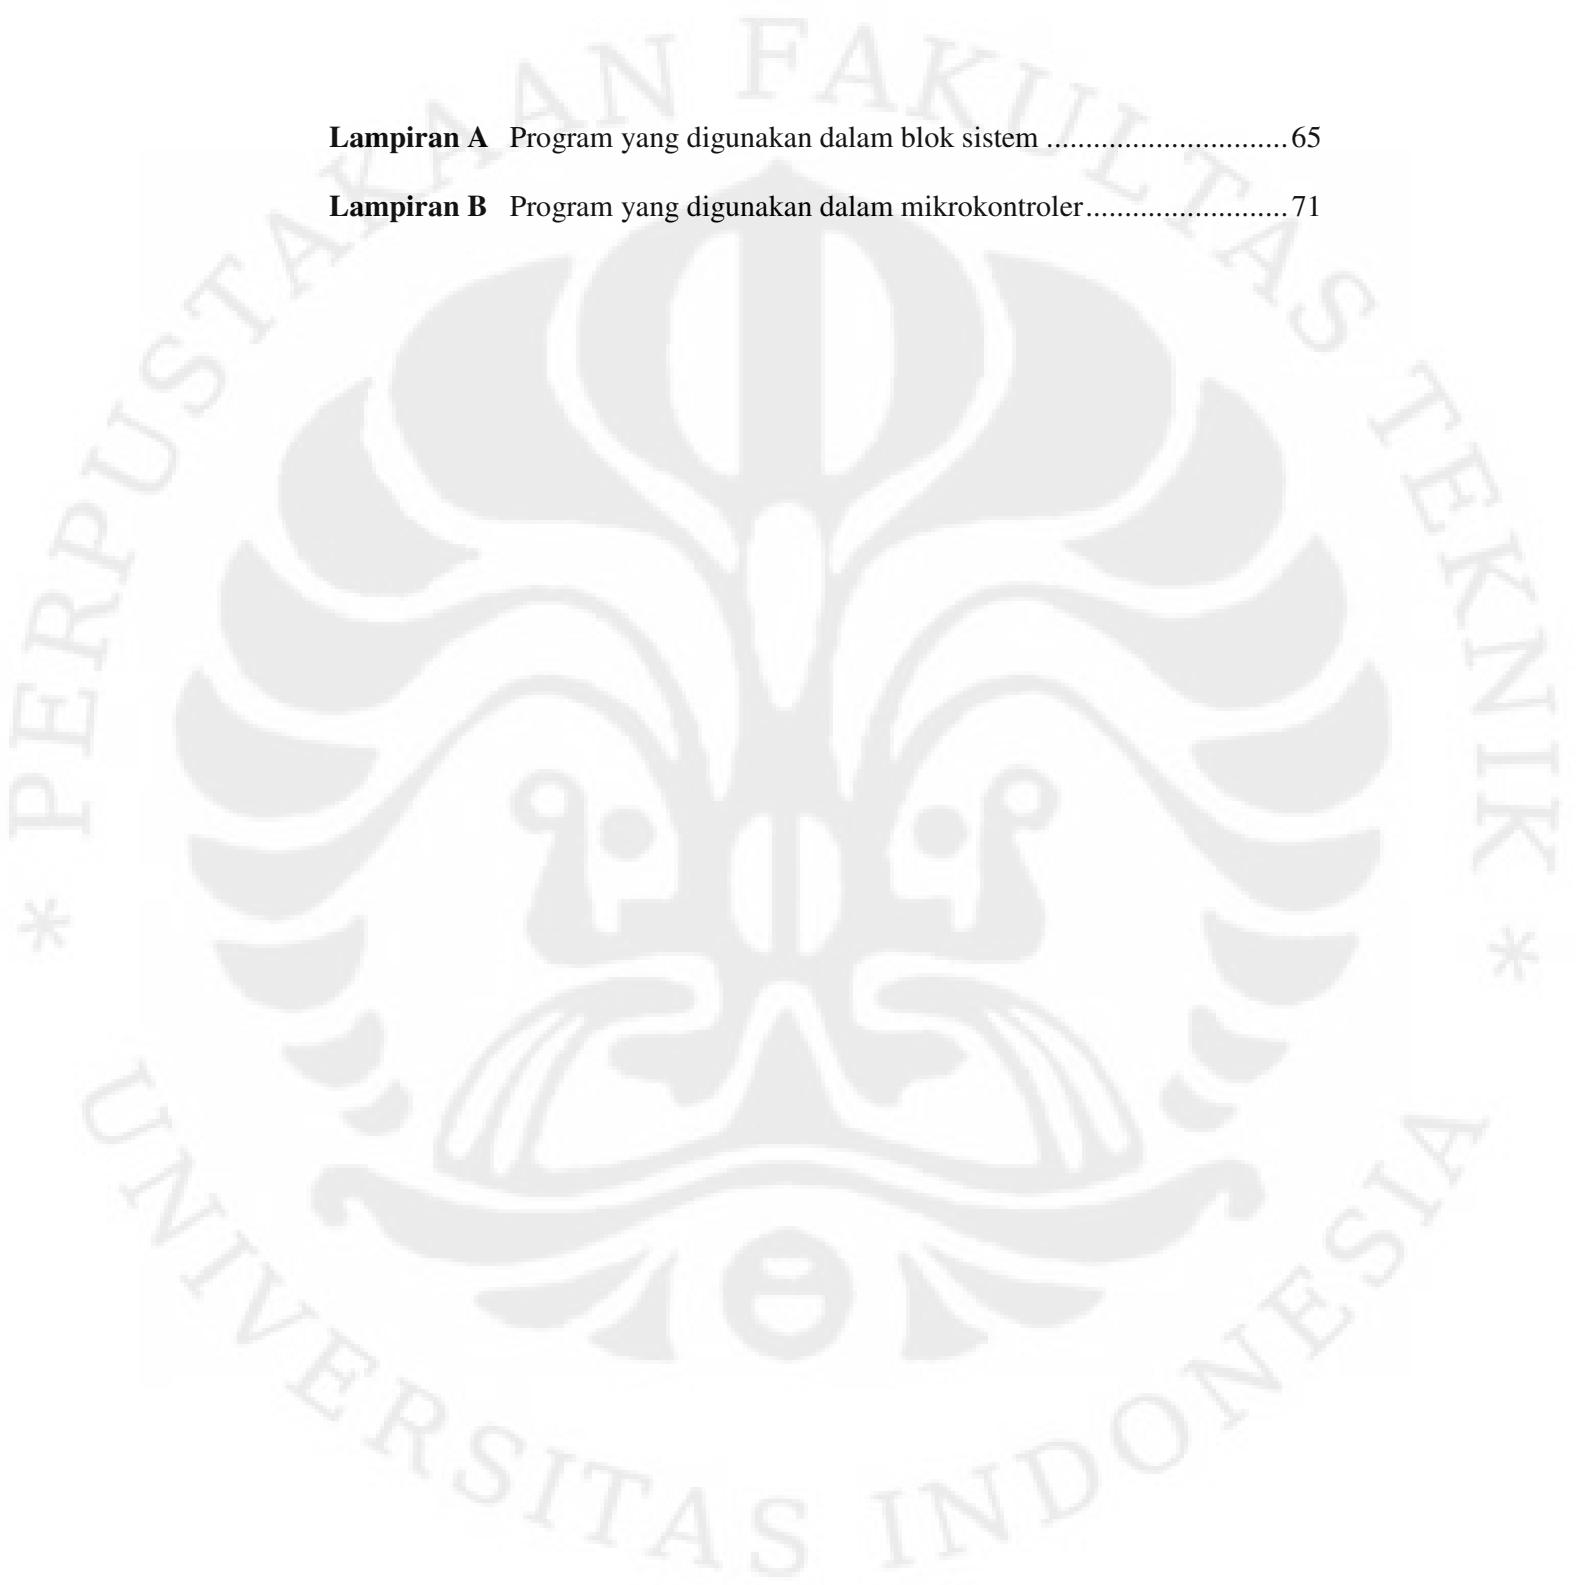 Lampiran A Program yang digunakan dalam blok sistem ...............................65
Lampiran B Program yang digunakan dalam mikrokontroler..........................71
* PERPUSTAKAAN FAKULTAS TEKNIK *
UNIVERSITAS INDONESIA